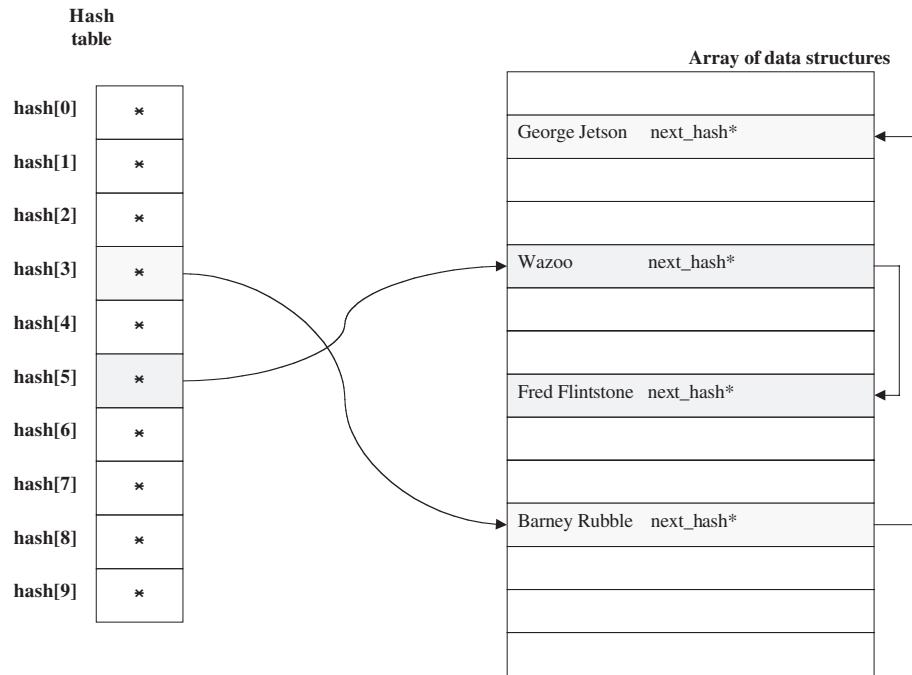 Hash
table
Array of data structures
hash[0] *
hash[1] *
hash[2] *
hash[3] *
hash[4] *
hash[5] *
hash[6] *
hash[7] *
hash[8] *
hash[9] *
George Jetson next_hash*
Wazoo next_hash*
Fred Flintstone next_hash*
Barney Rubble next_hash*